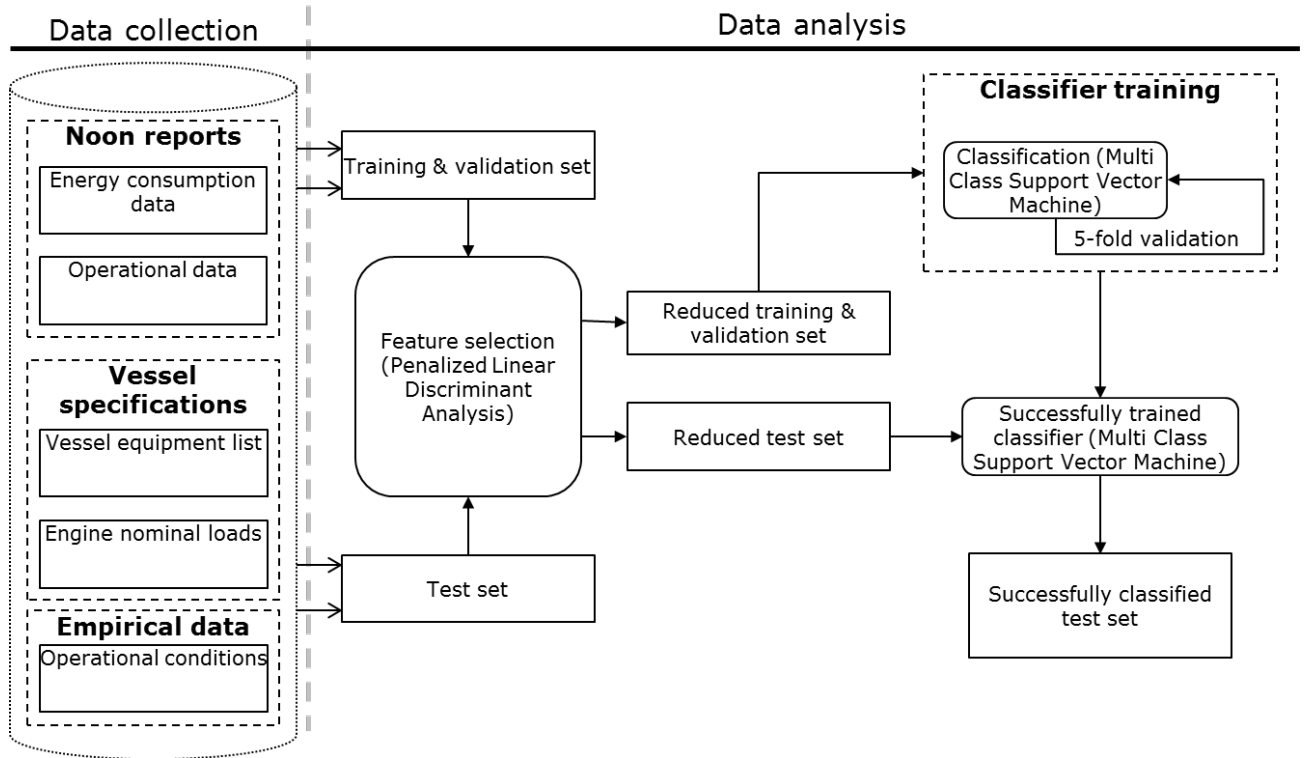 Data collection
Data analysis
Noon reports
Energy consumption
data
Operational data
Vessel
specifications
Vessel equipment list
Engine nominal loads
Empirical data
Operational conditions
Training & validation set
Feature selection
(Penalized Linear
Discriminant
Analysis)
Test set
Reduced training &
validation set
Reduced test set
Classifier training
Classification (Multi
Class Support Vector
Machine)
5-fold validation
Successfully trained
classifier (Multi Class
Support Vector Machine)
Successfully classified
test set